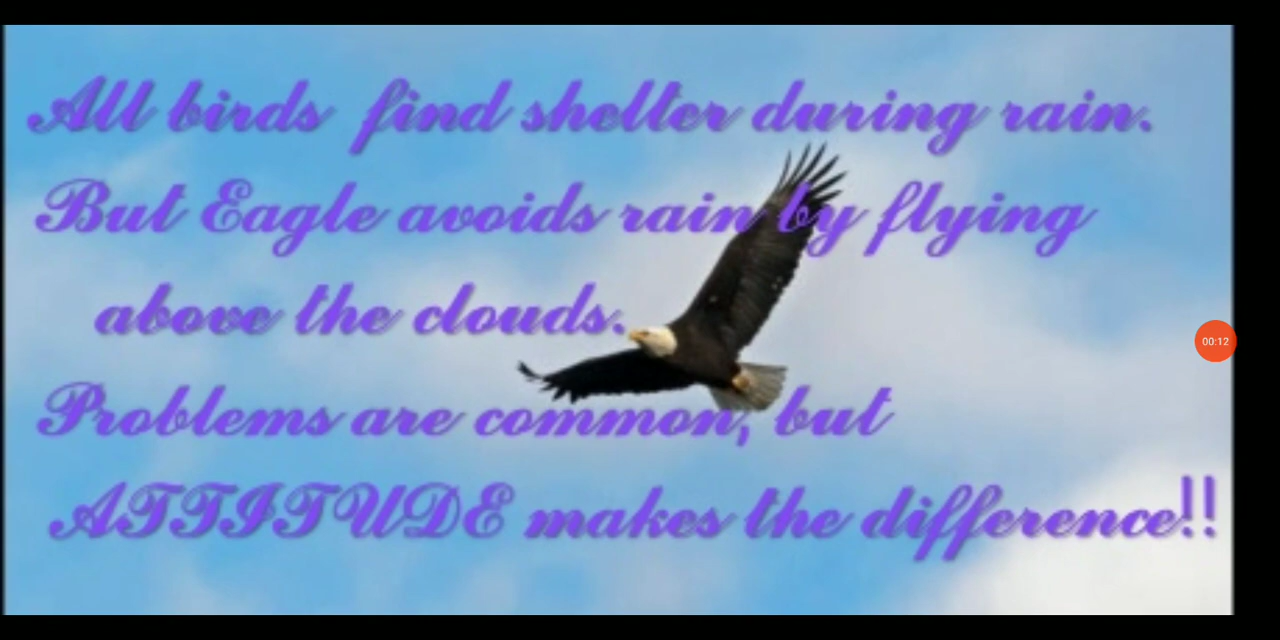 All birds find shelter during rain.
But Eagle avoids rain by flying
above the clouds.
Problems are common, but
ATTITUDE makes the difference!!
00:12